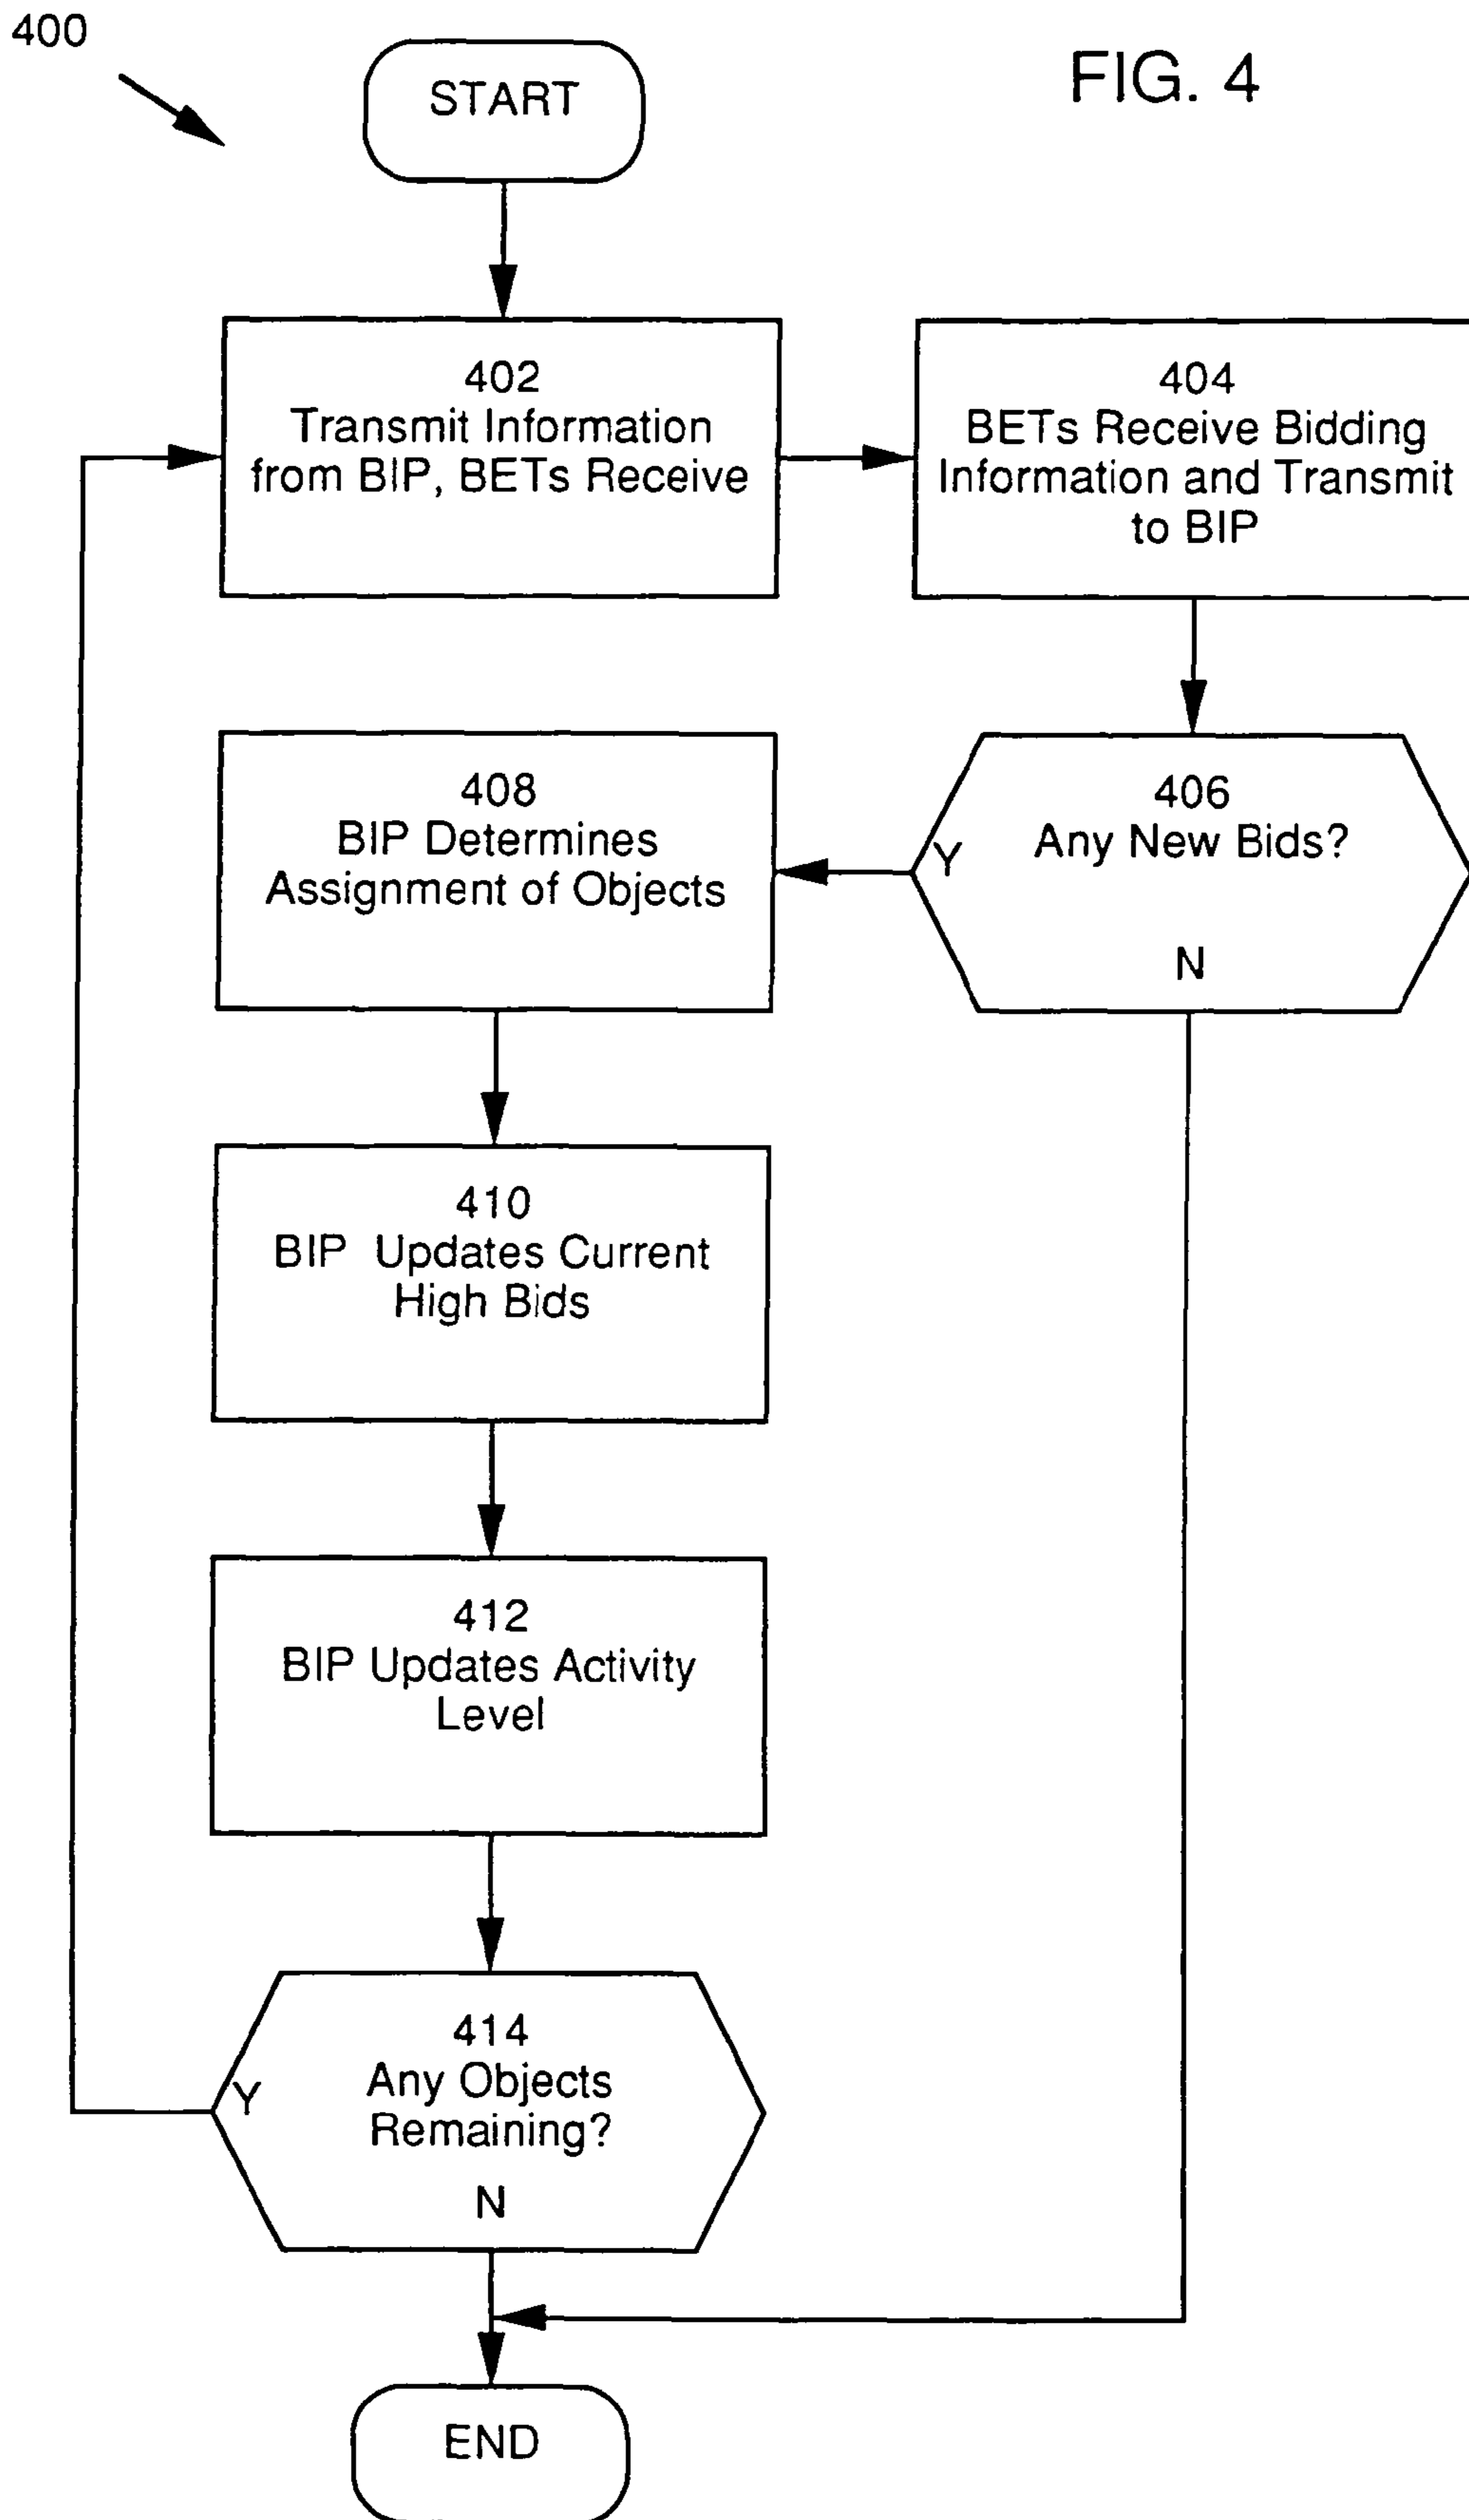 400
START
FIG. 4
402
Transmit Information
from BIP, BETs Receive
404
BETs Receive Bidding
Information and Transmit
to BIP
408
BIP Determines
Assignment of Objects
406
Any New Bids?
Y
N
410
BIP Updates Current
High Bids
412
BIP Updates Activity
Level
414
Any Objects
Remaining?
Y
N
END